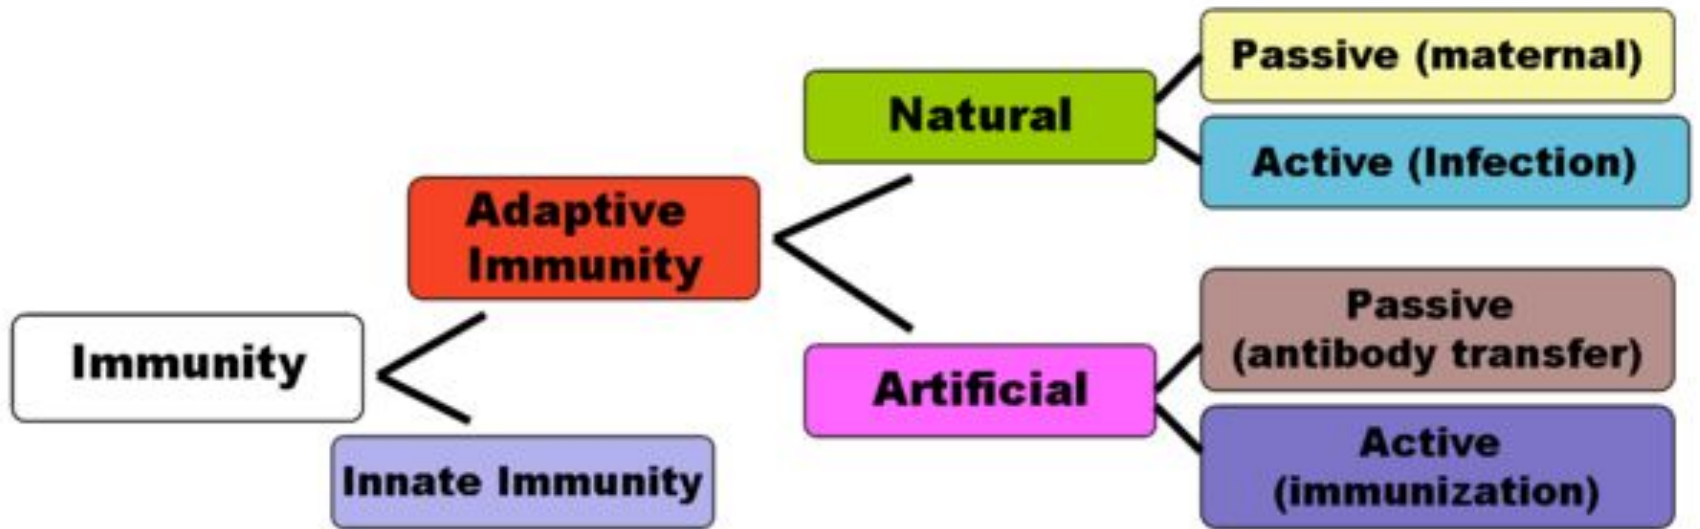 Passive (maternal)
Natural
Active (Infection)
Adaptive
Immunity
Passive
(antibody transfer)
Immunity
Artificial
Active
(immunization)
Innate Immunity